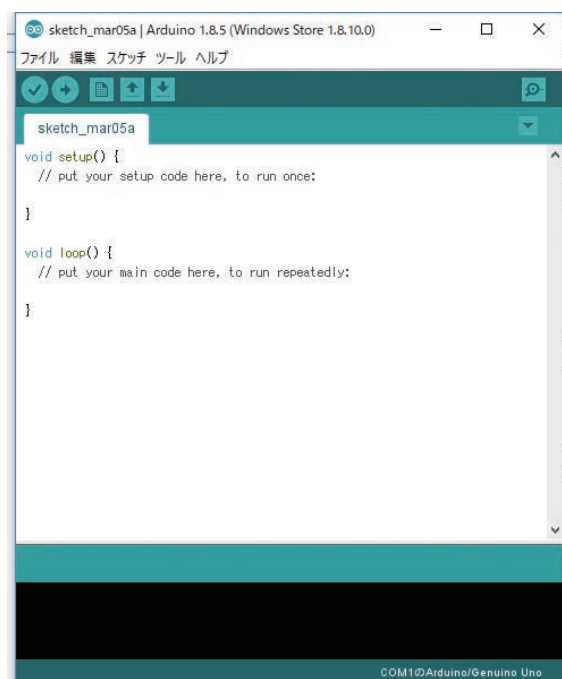 sketch_mar05a | Arduino 1.8.5 (Windows Store 1.8.10.0)
ファイル 編集 スケッチ ツール ヘルプ
sketch_mar05a
void setup() {
  // put your setup code here, to run once:
}
void loop() {
  // put your main code here, to run repeatedly:
}
COM1のArduino/Genuino Uno